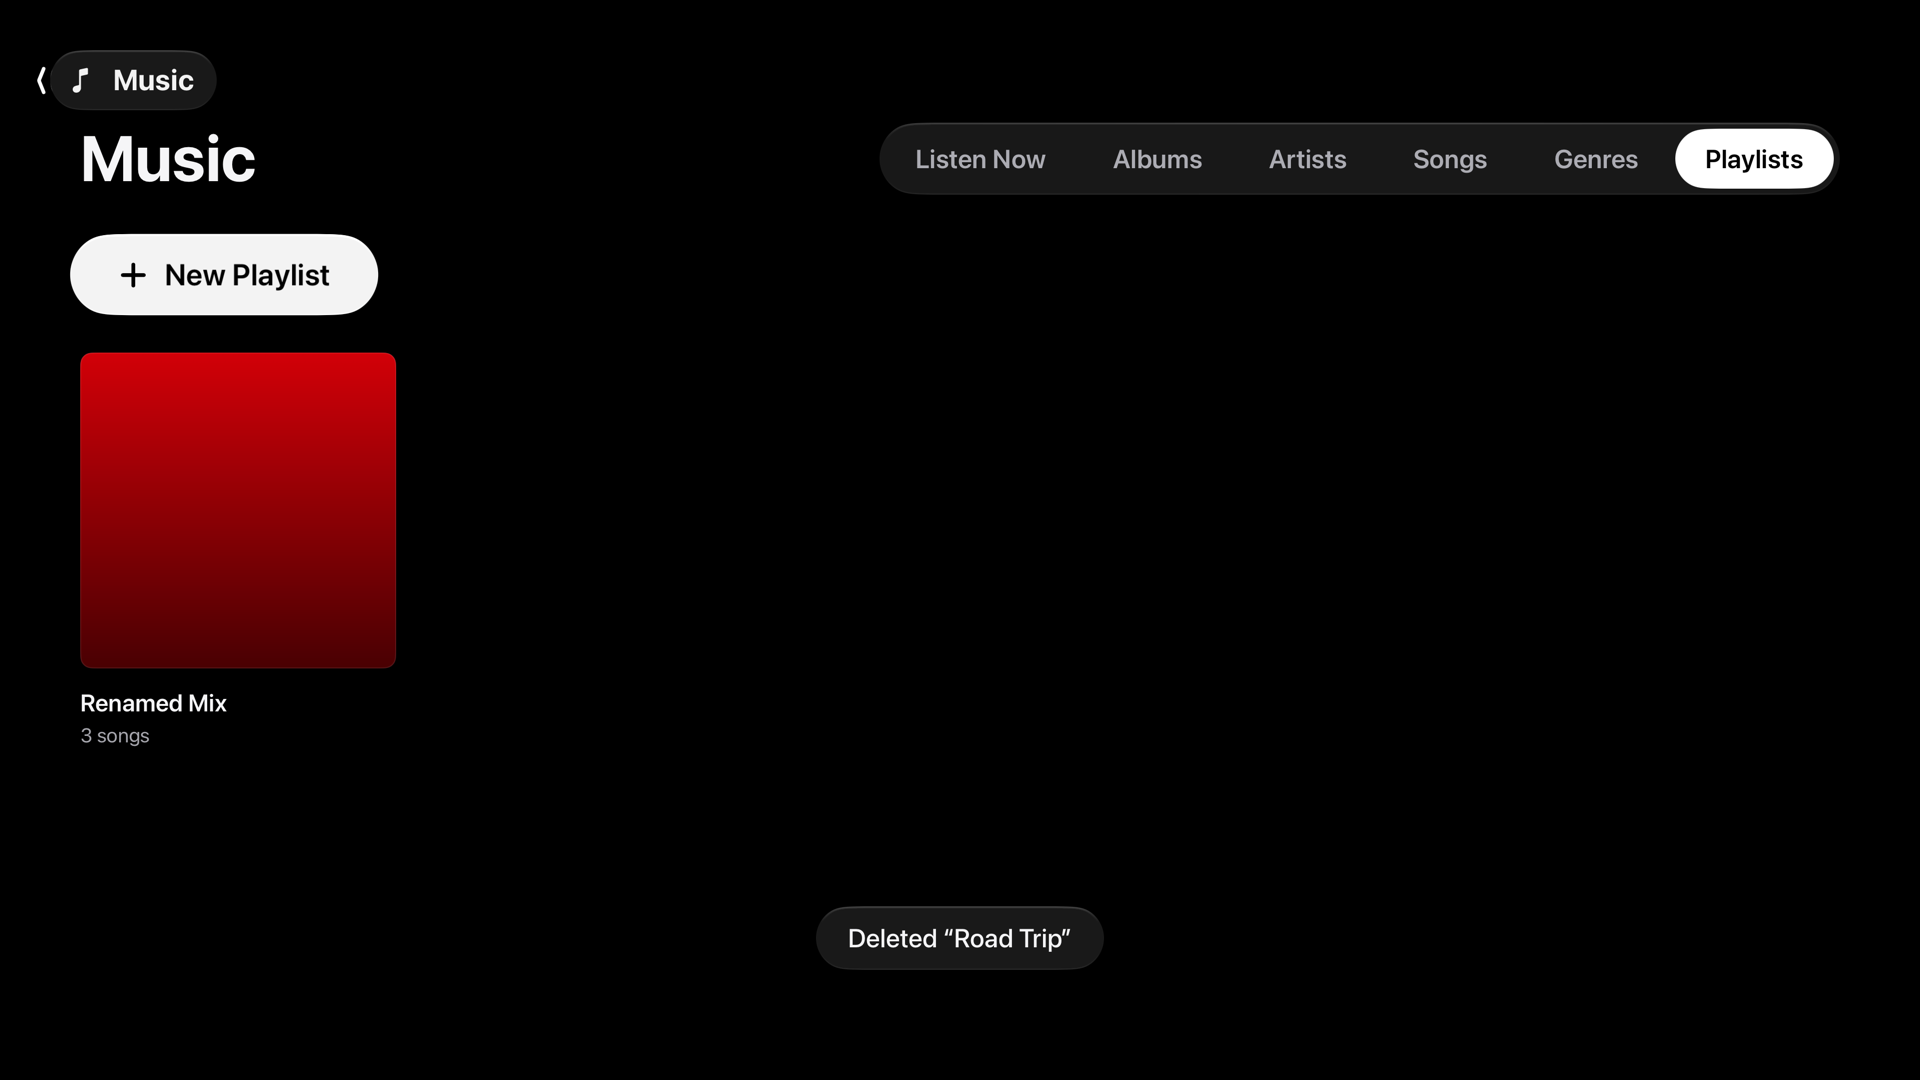 Music
Music
Listen Now
Albums
Artists
Songs
Genres
Playlists
New Playlist
Renamed Mix
3 songs
Deleted “Road Trip”